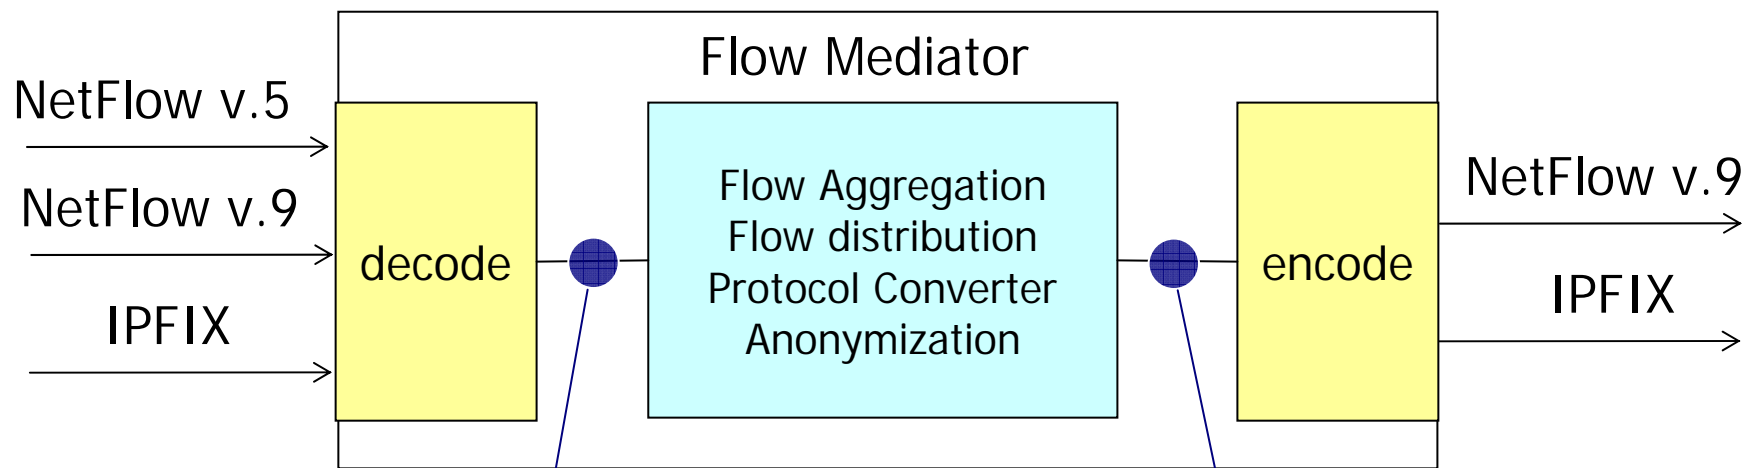 Flow Mediator
NetFlow v.5
NetFlow v.9
IPFIX
decode
Flow Aggregation
Flow distribution
Protocol Converter
Anonymization
encode
NetFlow v.9
IPFIX